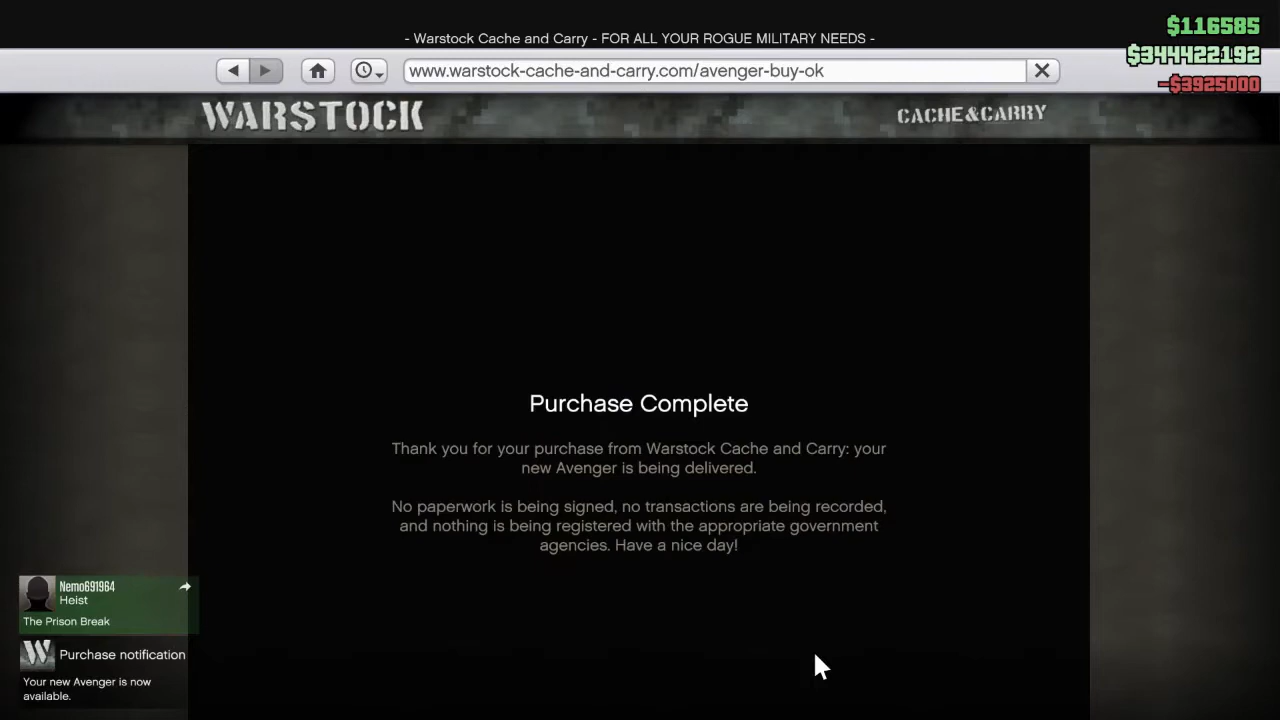 - Warstock Cache and Carry - FOR ALL YOUR ROGUE MILITARY NEEDS -
$116585
$344422192
-$3925000
www.warstock-cache-and-carry.com/avenger-buy-ok
WARSTOCK
CACHE&CARRY
Purchase Complete
Thank you for your purchase from Warstock Cache and Carry: your
new Avenger is being delivered.
No paperwork is being signed, no transactions are being recorded,
and nothing is being registered with the appropriate government
agencies. Have a nice day!
Nemo691964
Heist
The Prison Break
W
Purchase notification
Your new Avenger is now
available.